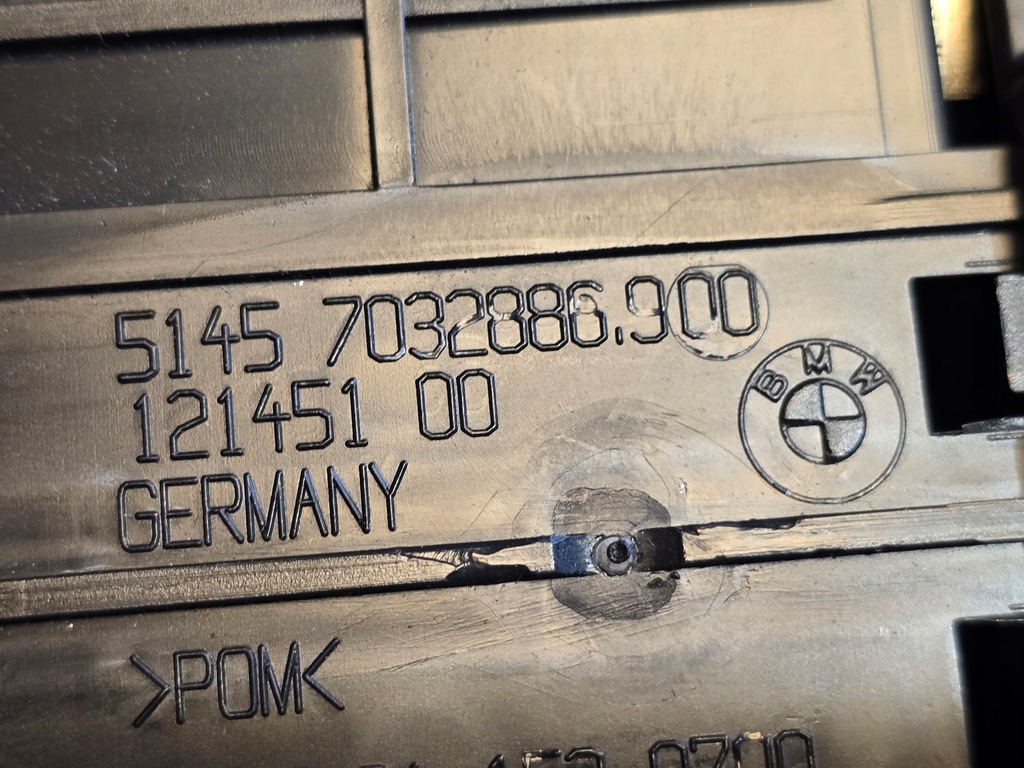 5145 7032886.900
121451 00
BMW
GERMANY
>POM<